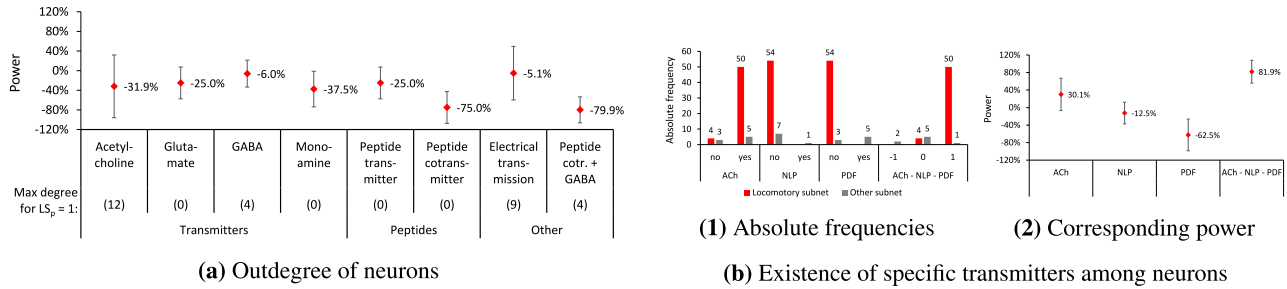 120%
80%
40%
0%
-40%
-80%
-120%
Power
-31.9%
-25.0%
-6.0%
-37.5%
-25.0%
-75.0%
-5.1%
-79.9%
Acetyl-
choline
Gluta-
mate
GABA
Mono-
amine
Peptide
trans-
mitter
Peptide
cotrans-
mitter
Electrical
trans-
mission
Peptide
cotr. +
GABA
Max degree
for LSp = 1:
(12) (0) (4) (0) (0) (0) (9) (4)
Transmitters Peptides Other
(a) Outdegree of neurons
Absolute frequency
60
50
40
30
20
10
0
4 3 50 5
54 7 1
54 3 5
2 4 5 50 1
no yes no yes no yes -1 0 1
ACh NLP PDF ACh - NLP - PDF
Locomotory subnet Other subnet
(1) Absolute frequencies
Power
120%
80%
40%
0%
-40%
-80%
-120%
30.1%
-12.5%
-62.5%
81.9%
ACh NLP PDF ACh - NLP - PDF
(2) Corresponding power
(b) Existence of specific transmitters among neurons